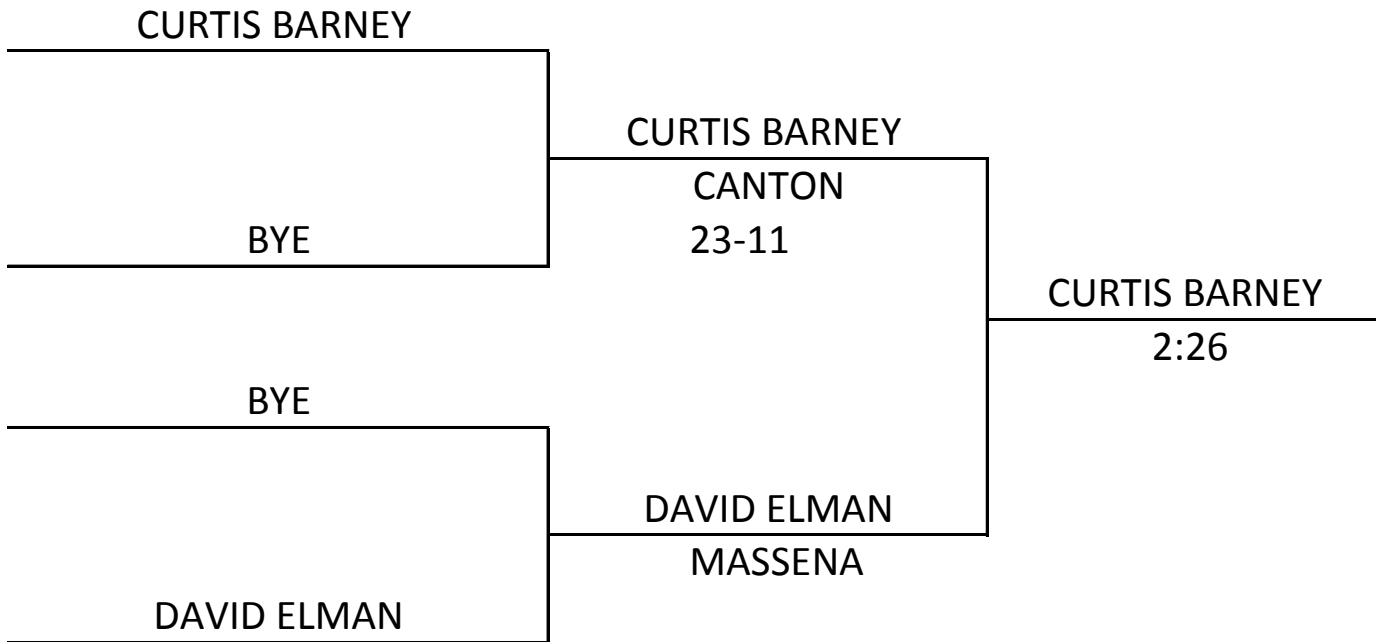 CURTIS BARNEY
CURTIS BARNEY
CANTON
BYE
23-11
CURTIS BARNEY
2:26
BYE
DAVID ELMAN
MASSENA
DAVID ELMAN